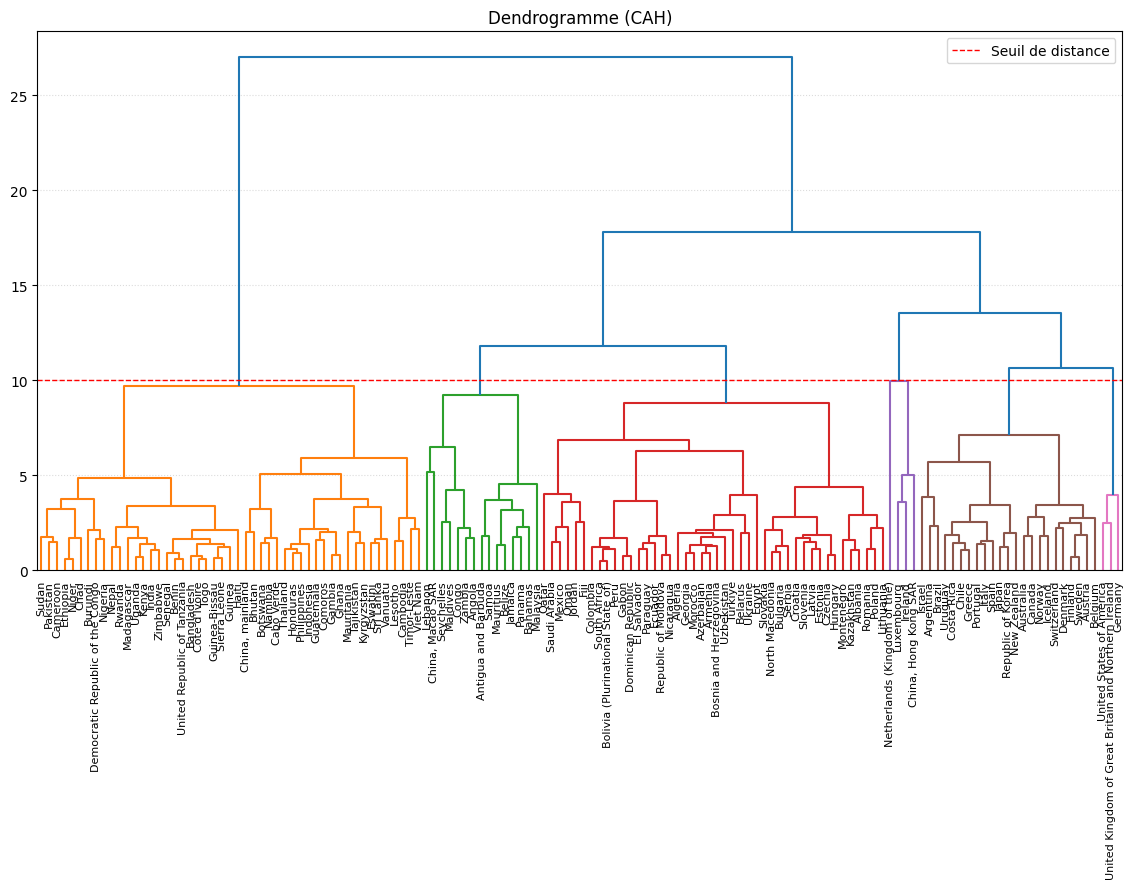 Dendrogramme (CAH)
Seuil de distance
25
20
15
10
5
0
Sudan
Pakistan
Cameroon
Ethiopia
Niger
Chad
Burundi
Democratic Republic of the Congo
Nigeria
Nepal
Rwanda
Madagascar
Uganda
Kenya
India
Zimbabwe
Senegal
Benin
United Republic of Tanzania
Bangladesh
Côte d'Ivoire
Togo
Guinea-Bissau
Sierra Leone
Guinea
Haiti
China, mainland
Bhutan
Botswana
Namibia
Cabo Verde
Thailand
Honduras
Philippines
Indonesia
Guatemala
Comoros
Gambia
Ghana
Mauritania
Tajikistan
Kyrgyzstan
Eswatini
Sri Lanka
Vanuatu
Lesotho
Cambodia
Timor-Leste
Viet Nam
Lebanon
China, Macao SAR
Seychelles
Maldives
Congo
Zambia
Angola
Antigua and Barbuda
Samoa
Mauritius
Belize
Jamaica
Panama
Bahamas
Malaysia
Qatar
Saudi Arabia
Mexico
Oman
Jordan
Fiji
Colombia
South Africa
Bolivia (Plurinational State of)
Peru
Gabon
Dominican Republic
El Salvador
Paraguay
Ecuador
Republic of Moldova
Nicaragua
Algeria
Georgia
Morocco
Azerbaijan
Armenia
Bosnia and Herzegovina
Uzbekistan
Türkiye
Belarus
Ukraine
Libya
Slovakia
North Macedonia
Bulgaria
Serbia
Croatia
Slovenia
Latvia
Estonia
Czechia
Hungary
Montenegro
Kazakhstan
Albania
Romania
Poland
Lithuania
Netherlands (Kingdom of the)
Luxembourg
Ireland
China, Hong Kong SAR
Israel
Argentina
Brazil
Uruguay
Costa Rica
Chile
Greece
Portugal
Italy
Spain
Japan
Republic of Korea
New Zealand
Australia
Canada
Norway
Iceland
Switzerland
Denmark
Finland
Sweden
Austria
Belgium
United States of America
United Kingdom of Great Britain and Northern Ireland
Germany